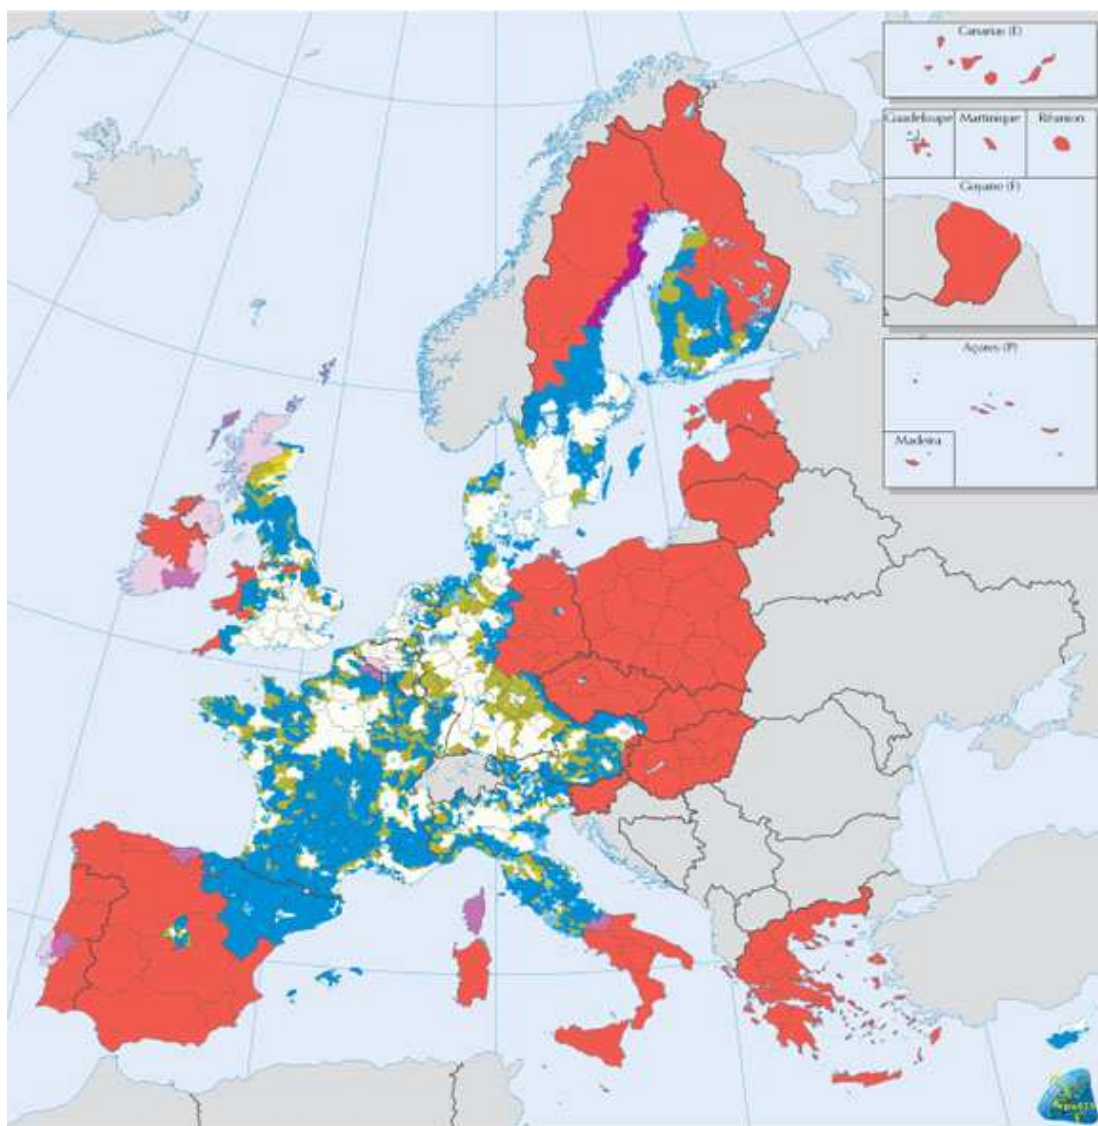 Canarias (E)
Guadeloupe
Martinique
Réunion
Guyane (F)
Açores (P)
Madeira